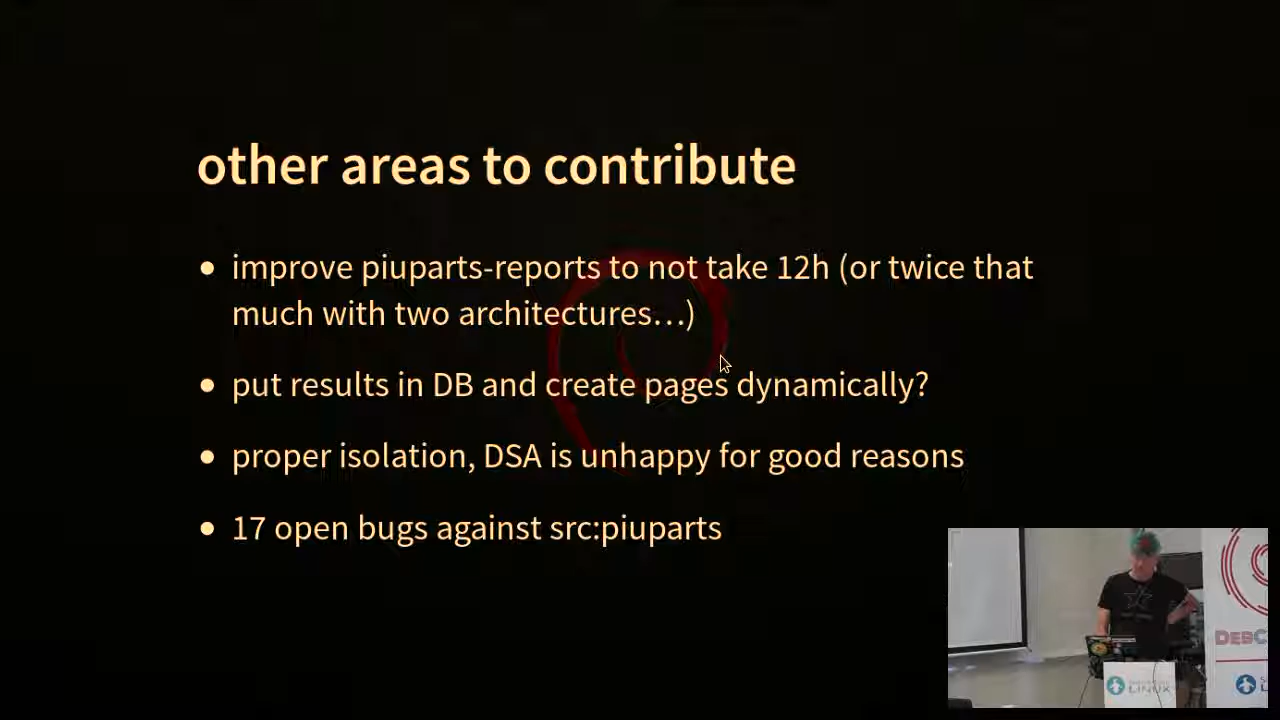 other areas to contribute
• improve piuparts-reports to not take 12h (or twice that
much with two architectures…)
• put results in DB and create pages dynamically?
• proper isolation, DSA is unhappy for good reasons
• 17 open bugs against src:piuparts
DEBC
LINUX